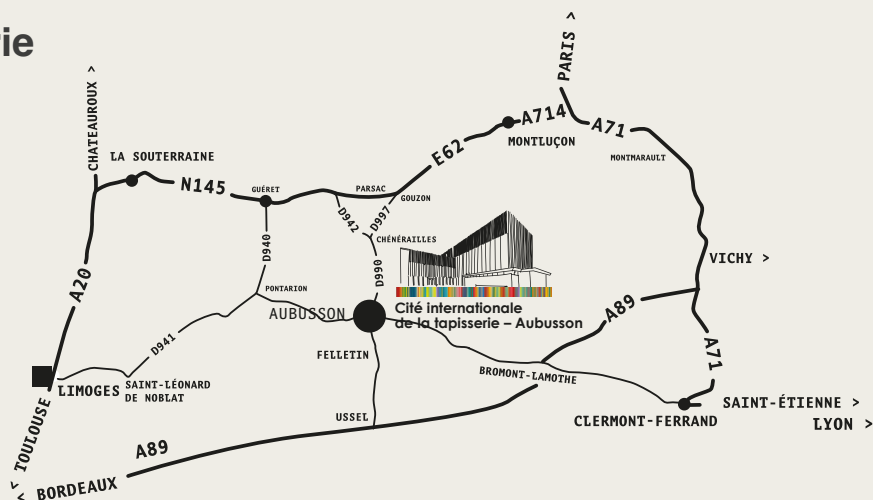 ie
PARIS >
CHATEAUROUX >
A714
A71
MONTLUÇON
E62
MONTMARAULT
LA SOUTERRAINE
N145
GUÉRET
PARSAC
GOUZON
D942
D997
CHÉNÉRAILLES
D940
D990
VICHY >
A20
PONTARION
AUBUSSON
Cité internationale
de la tapisserie – Aubusson
A89
D941
FELLETIN
A71
BROMONT-LAMOTHE
LIMOGES
SAINT-LÉONARD
DE NOBLAT
USSEL
CLERMONT-FERRAND
SAINT-ÉTIENNE >
LYON >
< TOULOUSE
A89
< BORDEAUX